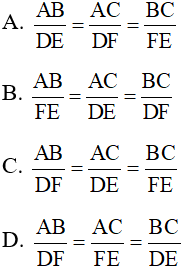 A. AB/DE = AC/DF = BC/FE
B. AB/FE = AC/DE = BC/DF
C. AB/DF = AC/DE = BC/FE
D. AB/DF = AC/FE = BC/DE